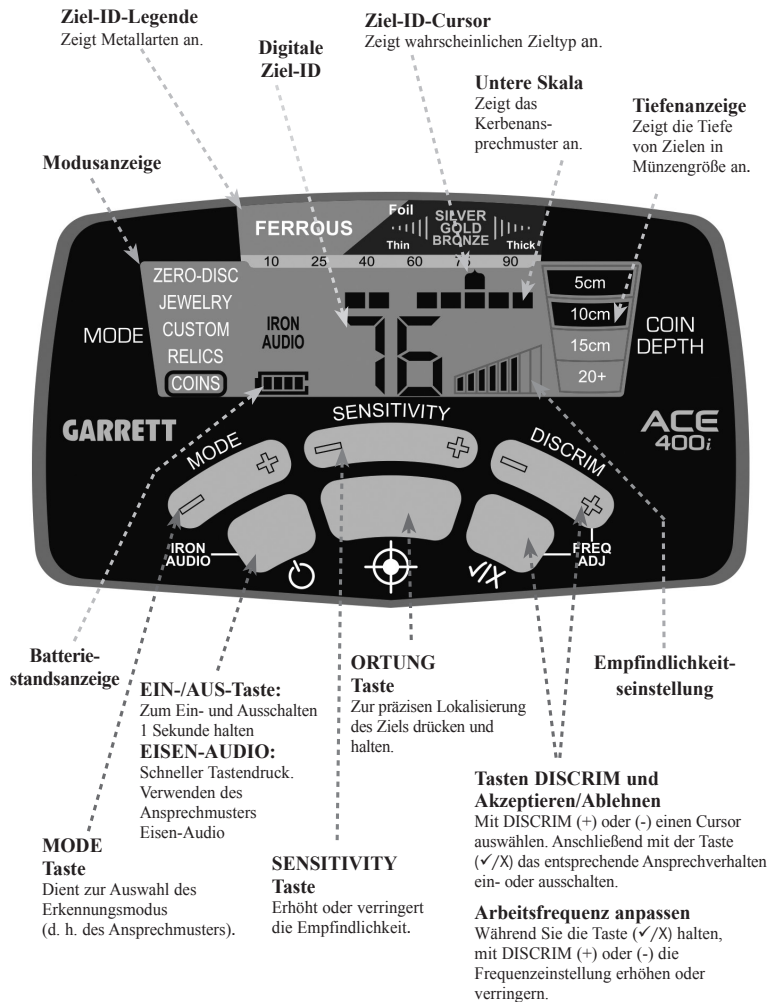 Ziel-ID-Legende
Zeigt Metallarten an.
Digitale
Ziel-ID
Ziel-ID-Cursor
Zeigt wahrscheinlichen Zieltyp an.
Untere Skala
Zeigt das
Kerbenans-
prechmuster an.
Tiefenanzeige
Zeigt die Tiefe
von Zielen in
Münzengröße an.
Modusanzeige
FERROUS
Foil
Thin
SILVER
GOLD
BRONZE
Thick
10 25 40 60 75 90
MODE
ZERO-DISC
JEWELRY
CUSTOM
RELICS
COINS
IRON
AUDIO
76
5cm
10cm
15cm
20+
COIN
DEPTH
GARRETT
ACE
400i
MODE
SENSITIVITY
DISCRIM
IRON
AUDIO
✓/X
FREQ
ADJ
Batterie-
standsanzeige
EIN-/AUS-Taste:
Zum Ein- und Ausschalten
1 Sekunde halten
EISEN-AUDIO:
Schneller Tastendruck.
Verwenden des
Ansprechmusters
Eisen-Audio
ORTUNG
Taste
Zur präzisen Lokalisierung
des Ziels drücken und
halten.
Empfindlichkeit-
seinstellung
MODE
Taste
Dient zur Auswahl des
Erkennungsmodus
(d. h. des Ansprechmusters).
SENSITIVITY
Taste
Erhöht oder verringert
die Empfindlichkeit.
Tasten DISCRIM und
Akzeptieren/Ablehnen
Mit DISCRIM (+) oder (-) einen Cursor
auswählen. Anschließend mit der Taste
(✓/X) das entsprechende Ansprechverhalten
ein- oder ausschalten.
Arbeitsfrequenz anpassen
Während Sie die Taste (✓/X) halten,
mit DISCRIM (+) oder (-) die
Frequenzeinstellung erhöhen oder
verringern.